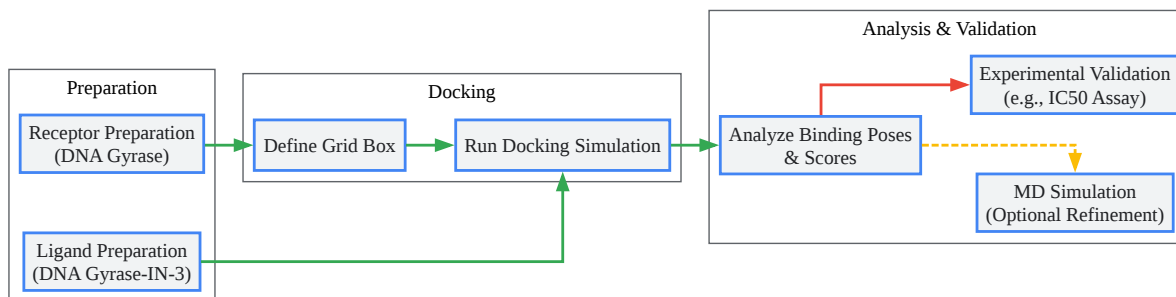 Preparation
Receptor Preparation
(DNA Gyrase)
Ligand Preparation
(DNA Gyrase-IN-3)
Docking
Define Grid Box
Run Docking Simulation
Analysis & Validation
Analyze Binding Poses
& Scores
Experimental Validation
(e.g., IC50 Assay)
MD Simulation
(Optional Refinement)